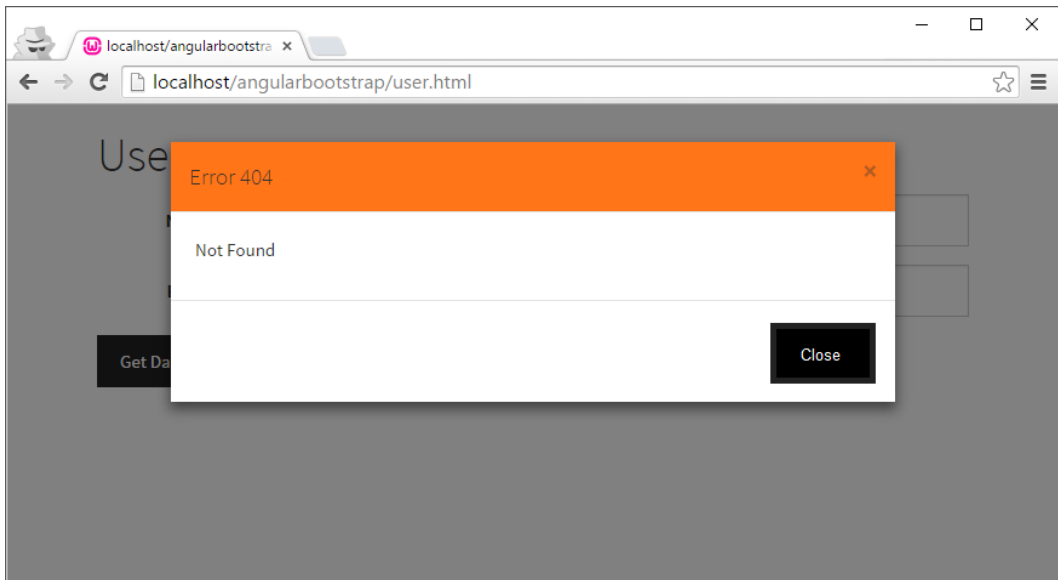 localhost/angularbootstra
localhost/angularbootstrap/user.html
Use
Error 404
Not Found
Get Da
Close